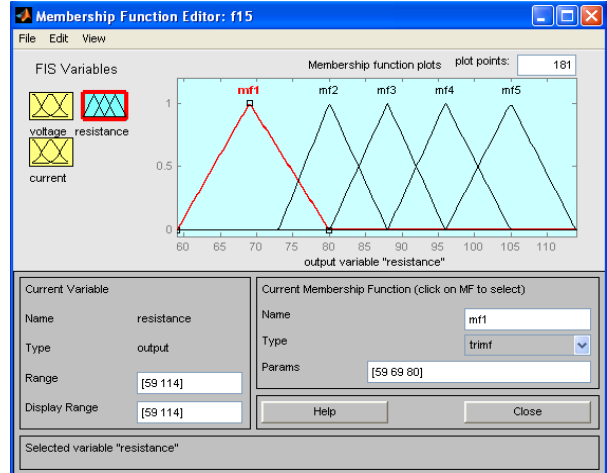 Membership Function Editor: f15
File Edit View
FIS Variables
Membership function plots plot points: 181
mf1 mf2 mf3 mf4 mf5
voltage resistance
current
1
0.5
0
60 65 70 75 80 85 90 95 100 105 110
output variable "resistance"
Current Variable
Name resistance
Type output
Range [59 114]
Display Range [59 114]
Current Membership Function (click on MF to select)
Name mf1
Type trimf
Params [59 69 80]
Help Close
Selected variable "resistance"